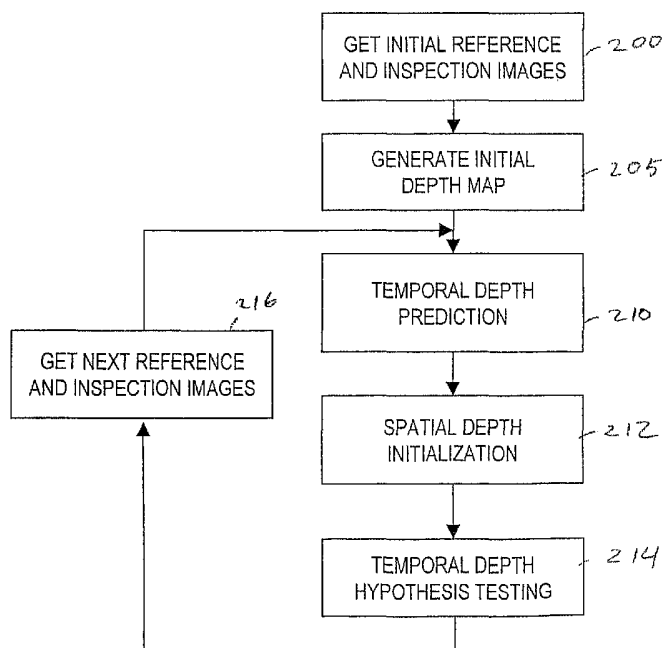 GET INITIAL REFERENCE
AND INSPECTION IMAGES
200
GENERATE INITIAL
DEPTH MAP
205
TEMPORAL DEPTH
PREDICTION
210
216
GET NEXT REFERENCE
AND INSPECTION IMAGES
SPATIAL DEPTH
INITIALIZATION
212
TEMPORAL DEPTH
HYPOTHESIS TESTING
214